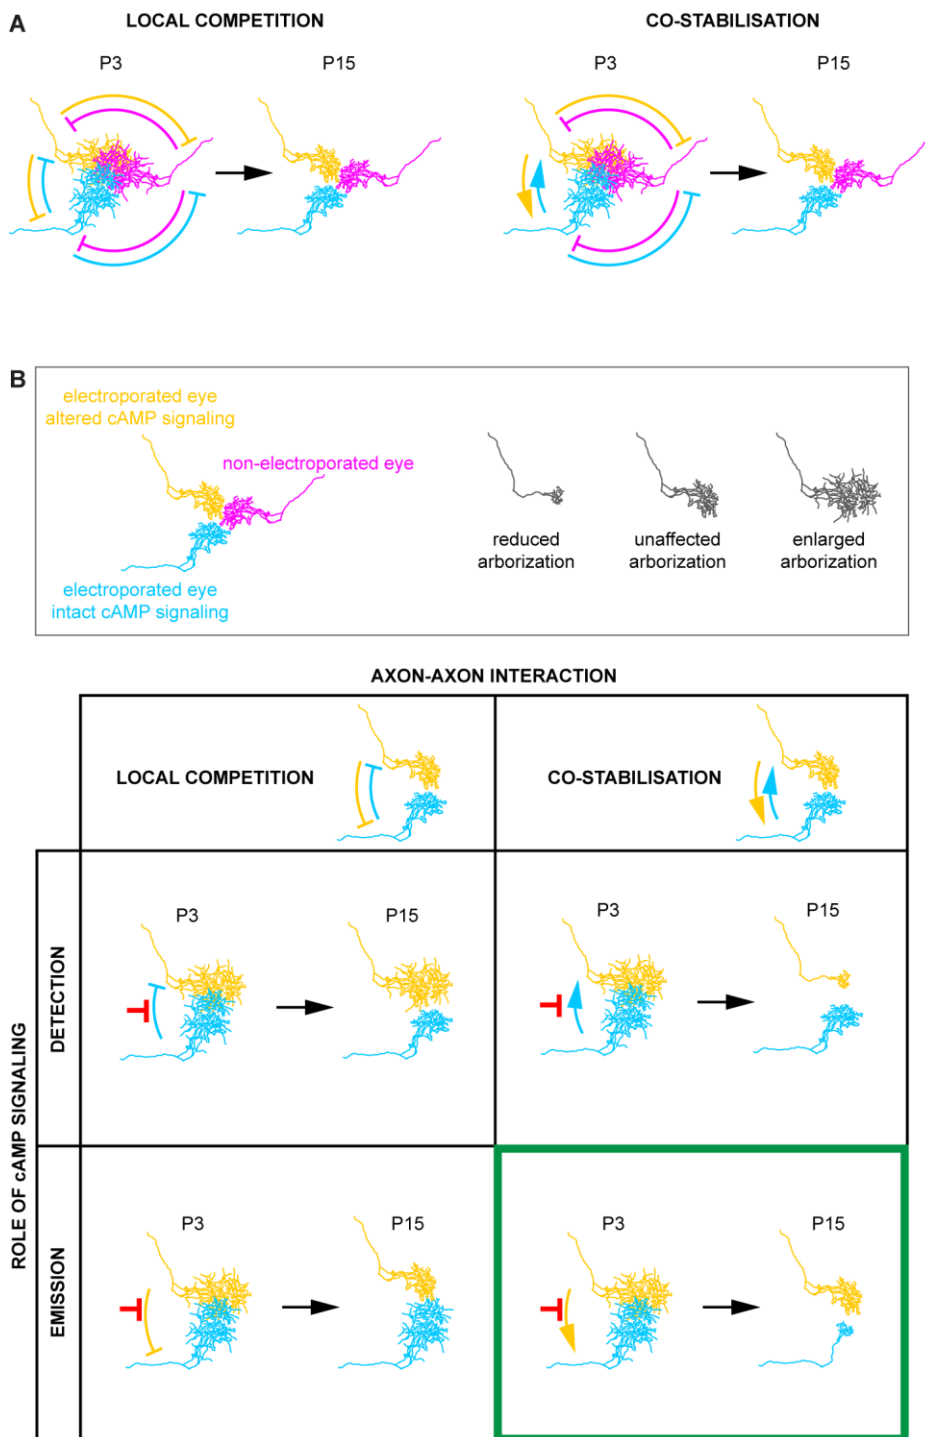 A
LOCAL COMPETITION
CO-STABILISATION
P3
P15
P3
P15
B
electroporated eye
altered cAMP signaling
non-electroporated eye
electroporated eye
intact cAMP signaling
reduced
arborization
unaffected
arborization
enlarged
arborization
AXON-AXON INTERACTION
LOCAL COMPETITION
CO-STABILISATION
ROLE OF cAMP SIGNALING
DETECTION
P3
P15
P3
P15
EMISSION
P3
P15
P3
P15